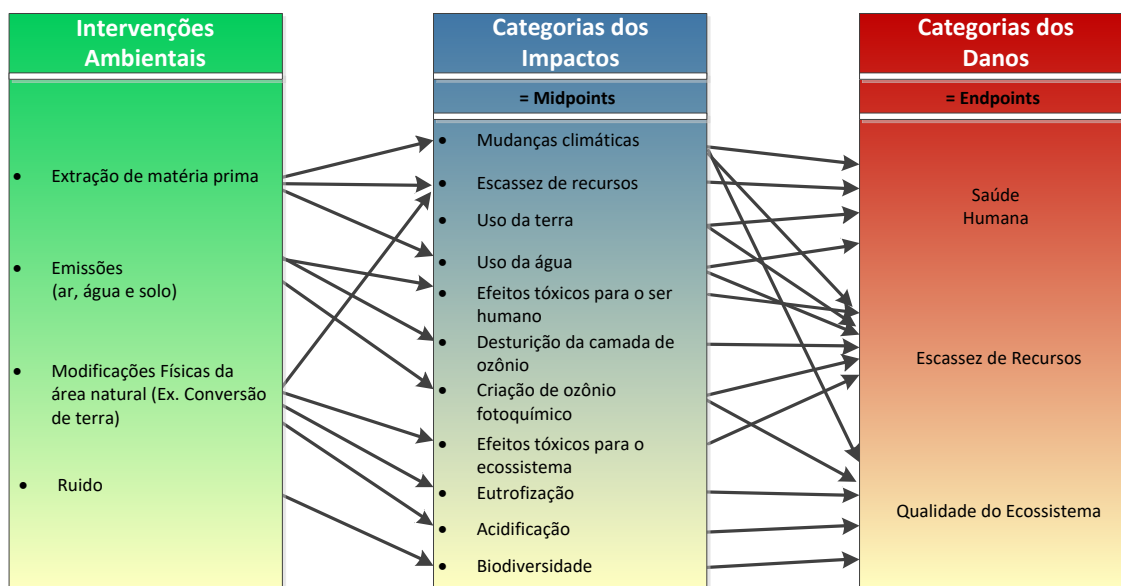 Intervenções
Ambientais
• Extração de matéria prima
• Emissões
(ar, água e solo)
• Modificações Físicas da
área natural (Ex. Conversão
de terra)
• Ruido
Categorias dos
Impactos
= Midpoints
• Mudanças climáticas
• Escassez de recursos
• Uso da terra
• Uso da água
• Efeitos tóxicos para o ser
humano
• Desturição da camada de
ozônio
• Criação de ozônio
fotoquímico
• Efeitos tóxicos para o
ecossistema
• Eutrofização
• Acidificação
• Biodiversidade
Categorias dos
Danos
= Endpoints
Saúde
Humana
Escassez de Recursos
Qualidade do Ecossistema